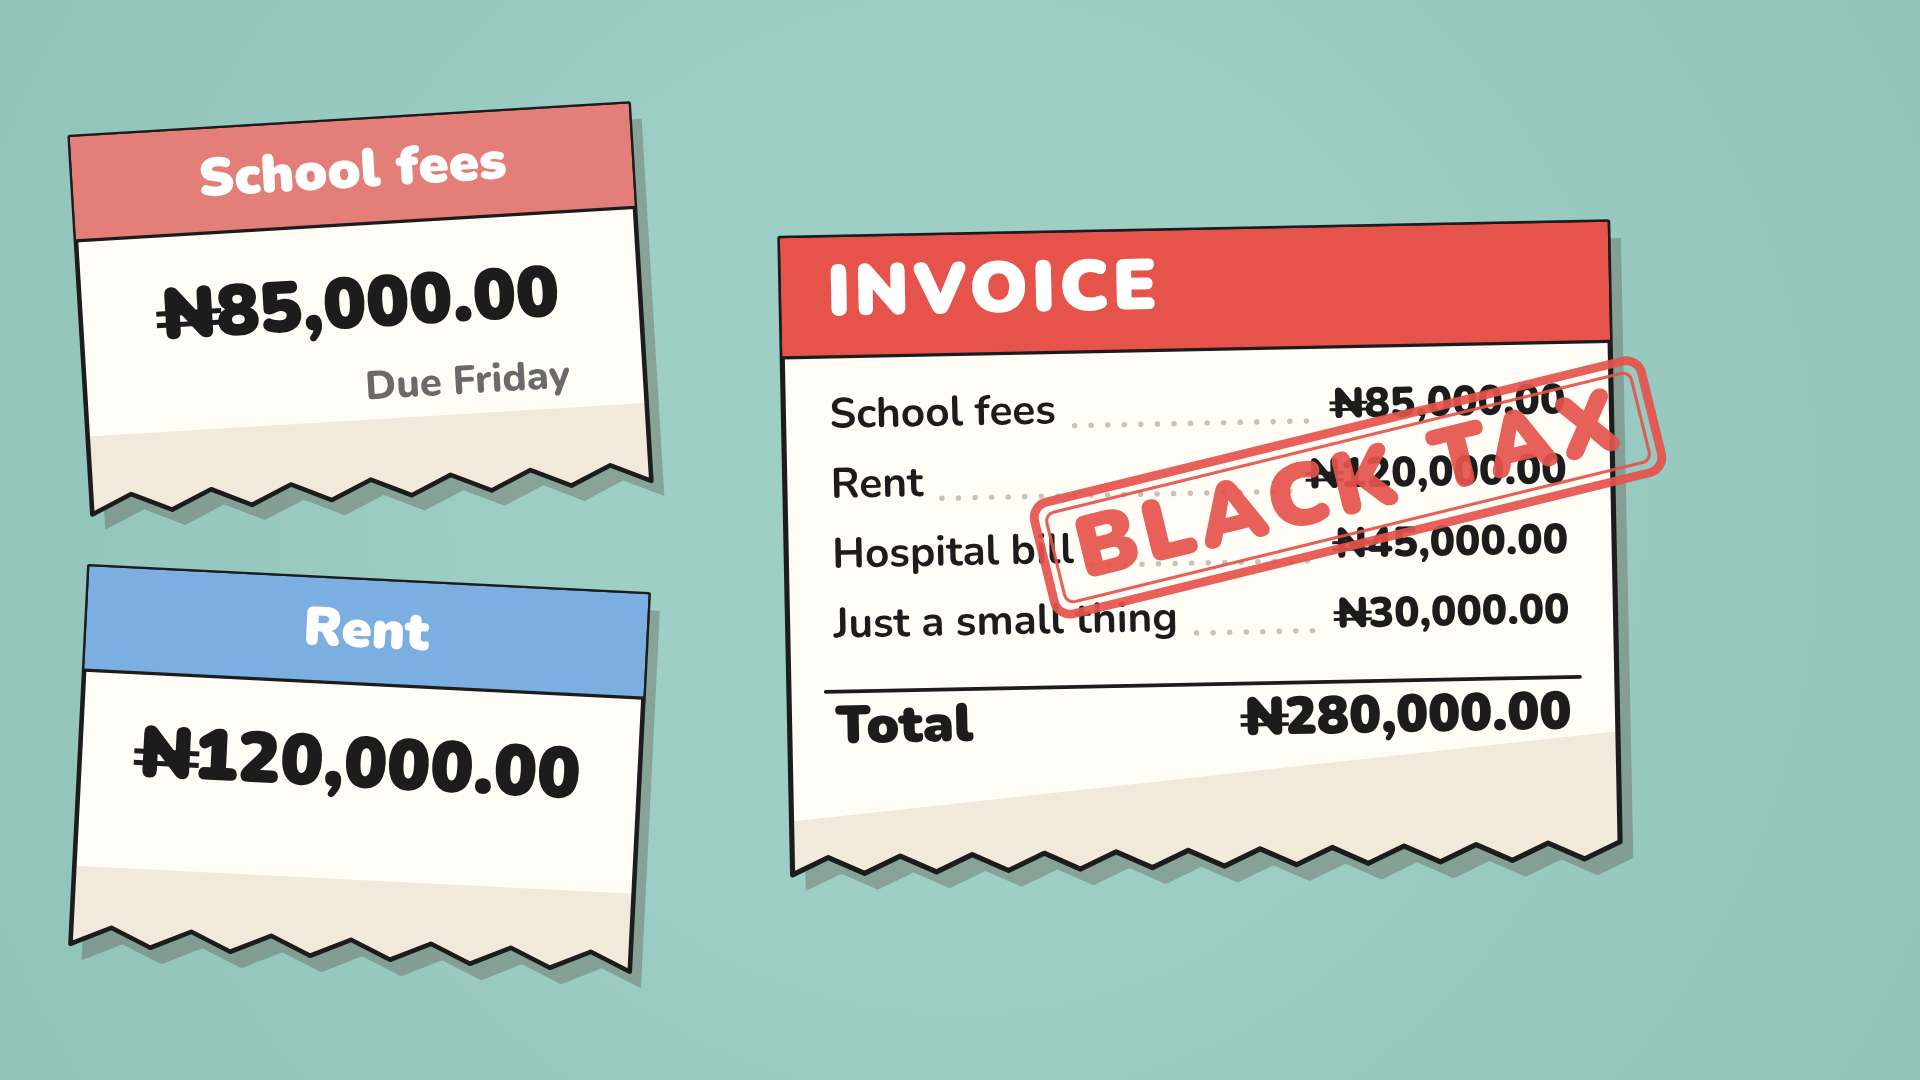 School fees
₦85,000.00
Due Friday
Rent
₦120,000.00
INVOICE
School fees ₦85,000.00
Rent ₦120,000.00
Hospital bill ₦45,000.00
Just a small thing ₦30,000.00
Total ₦280,000.00
BLACK TAX